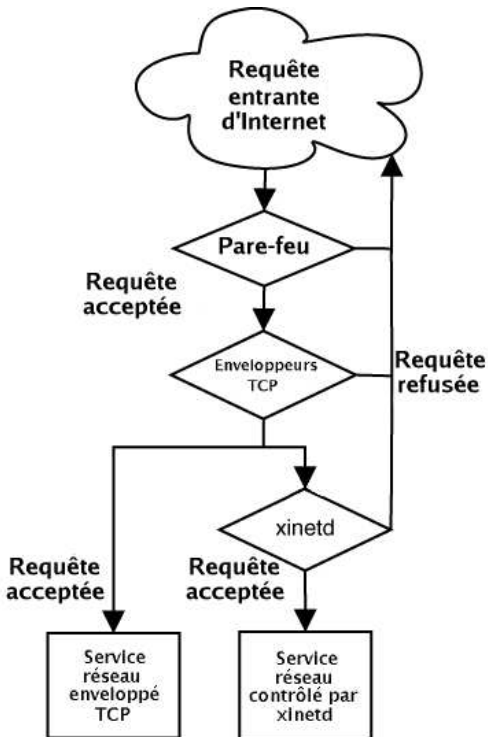 Requête
entrante
d'Internet
Pare-feu
Requête
acceptée
Enveloppeurs
TCP
Requête
refusée
xinetd
Requête
acceptée
Requête
acceptée
Service
réseau
enveloppé
TCP
Service
réseau
contrôlé par
xinetd